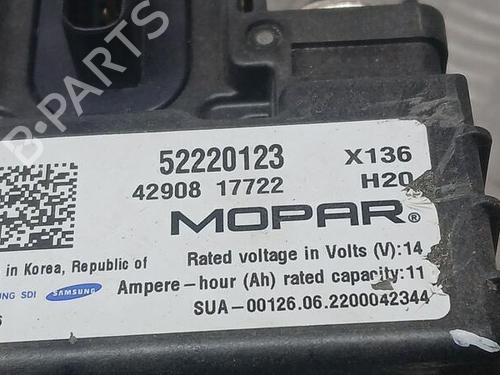 B-PARTS
52220123 X136
42908 17722 H20
MOPAR®
in Korea, Republic of
Rated voltage in Volts (V):14
SDI SAMSUNG
Ampere-hour (Ah) rated capacity:11
SUA-00126.06.2200042344